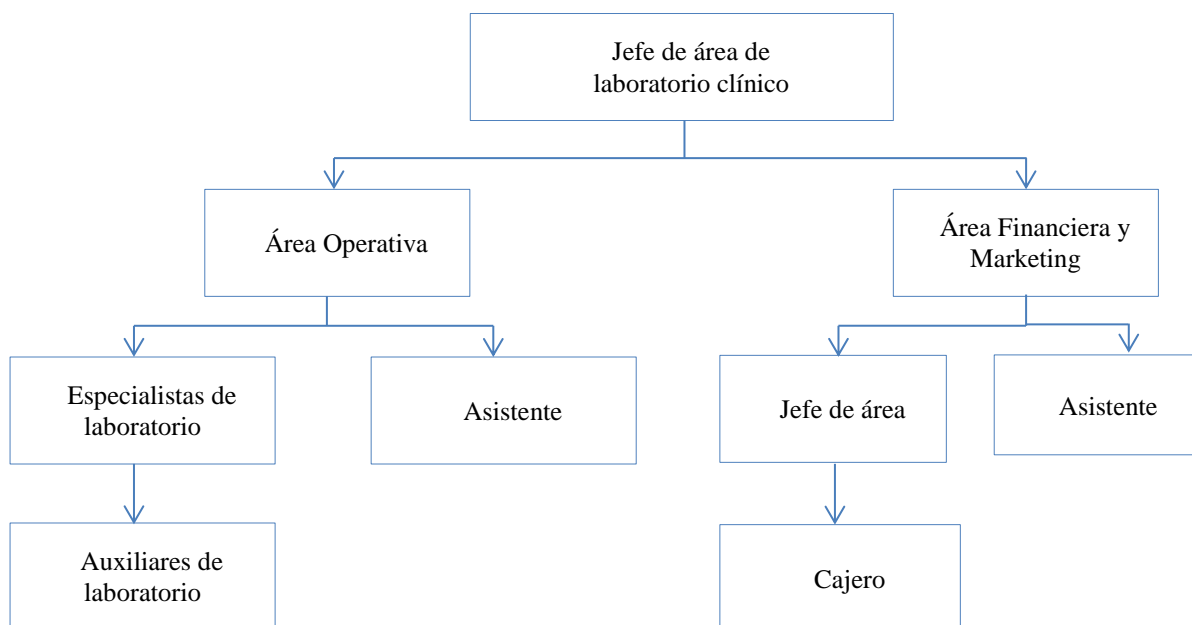 Jefe de área de
laboratorio clínico
Área Operativa
Área Financiera y
Marketing
Especialistas de
laboratorio
Asistente
Jefe de área
Asistente
Auxiliares de
laboratorio
Cajero